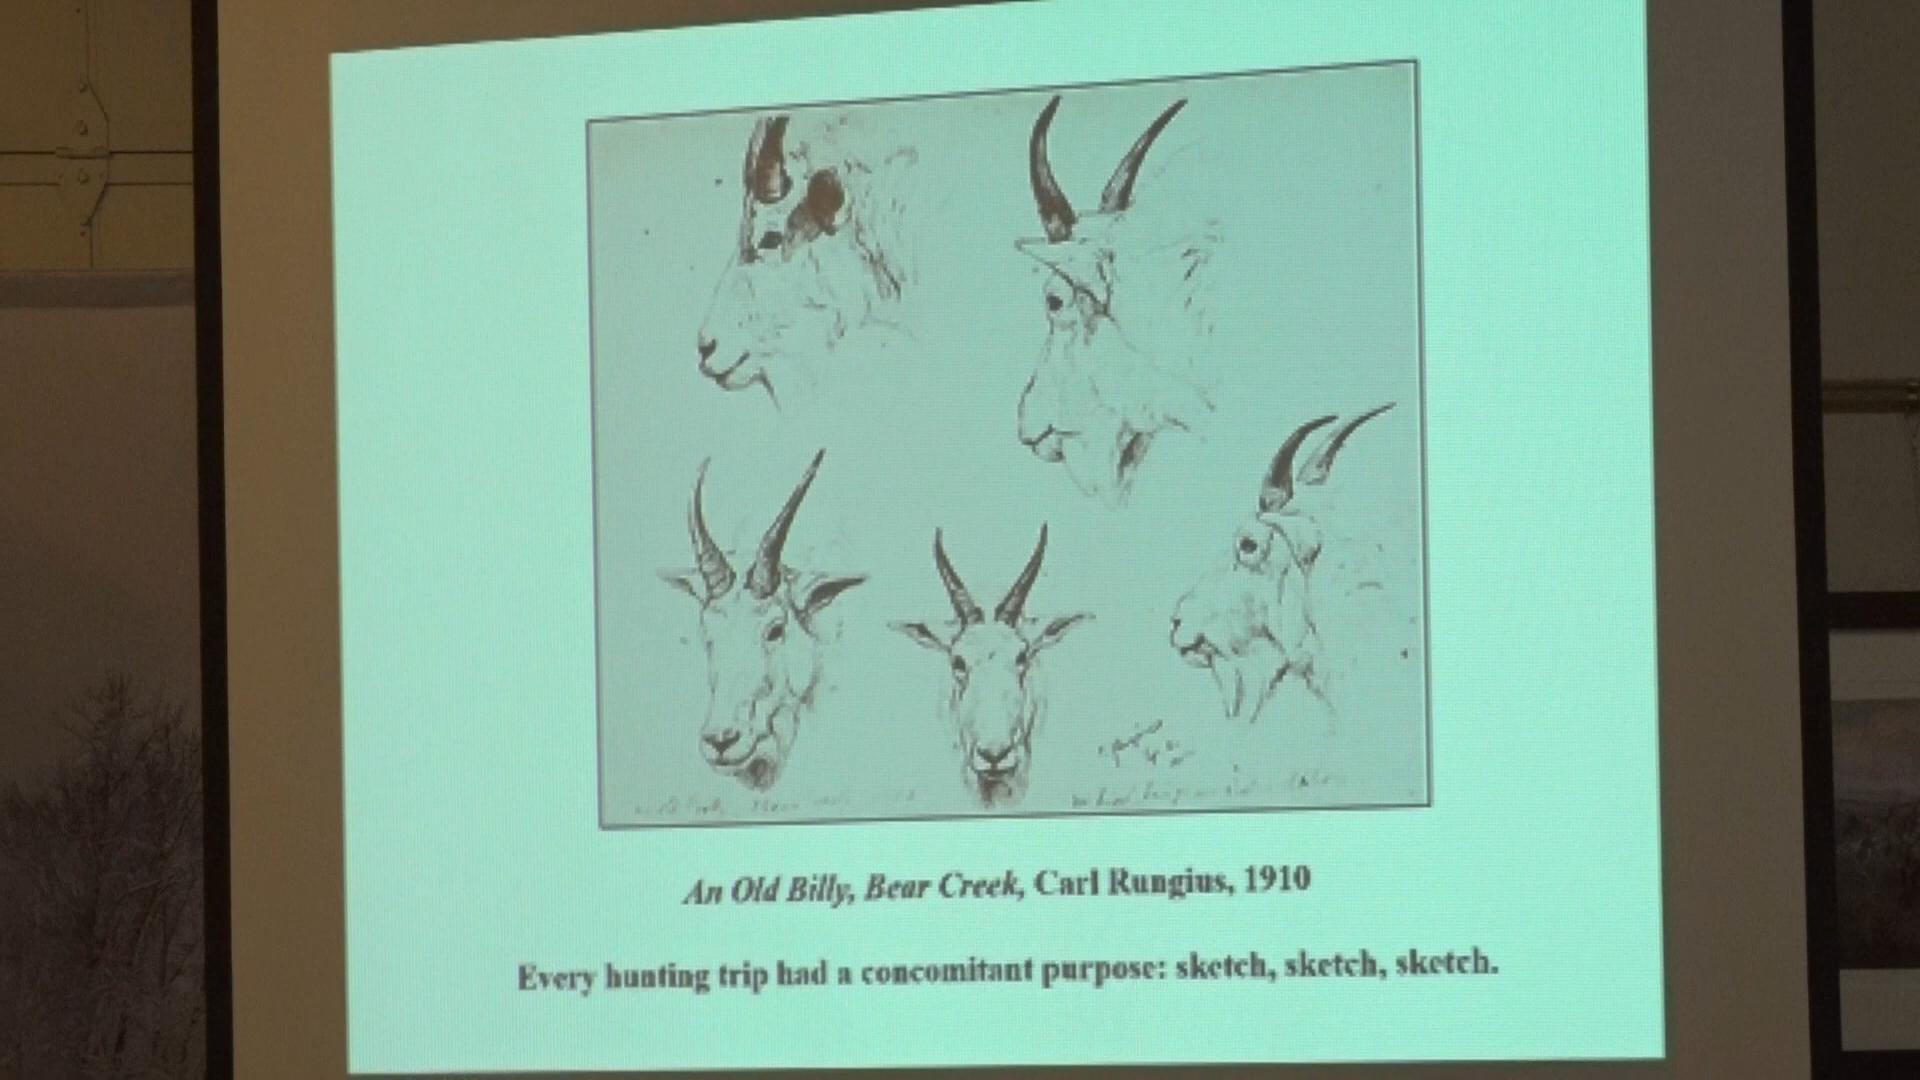 An Old Billy, Bear Creek, Carl Rungius, 1910
Every hunting trip had a concomitant purpose: sketch, sketch, sketch.